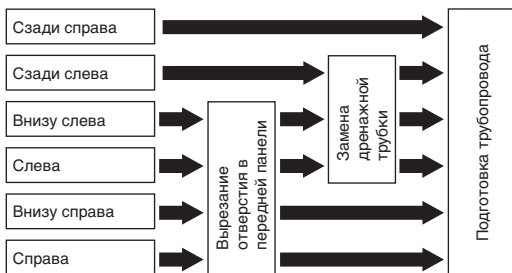 Сзади справа
Сзади слева
Внизу слева
Слева
Внизу справа
Справа
Вырезание
отверстия в
передней панели
Замена
дренажной
трубки
Подготовка трубопровода